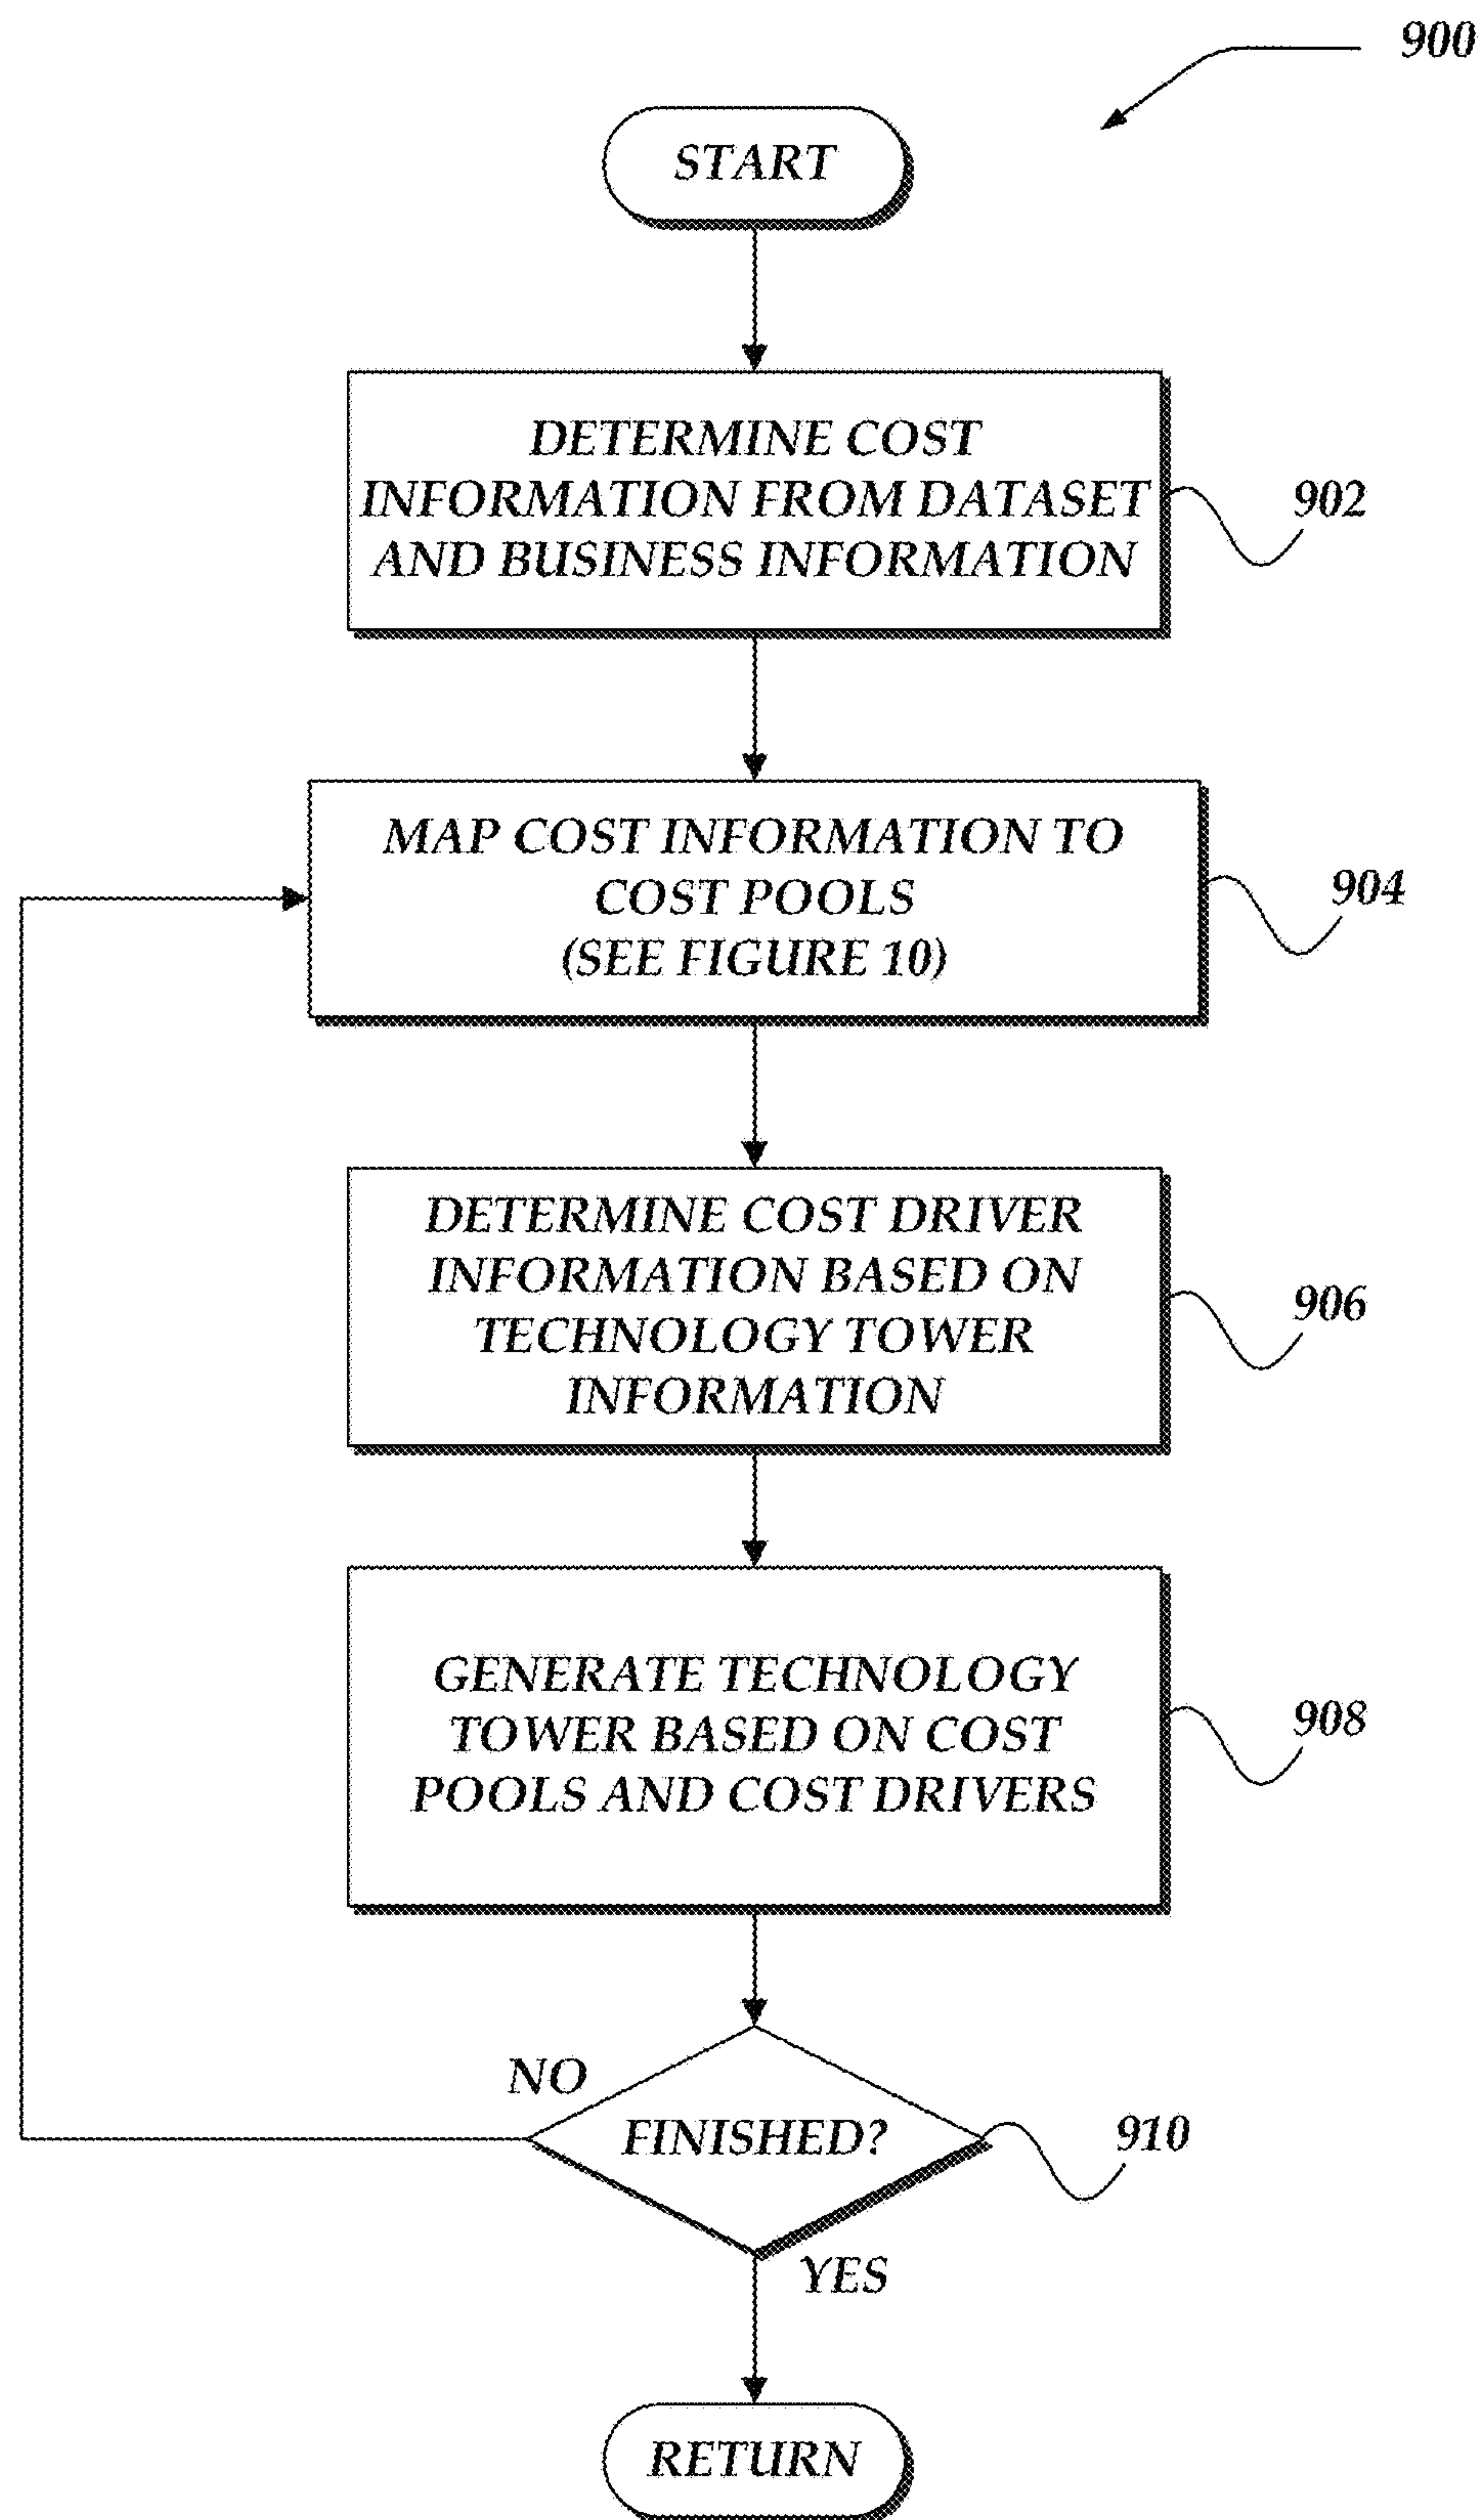 900
START
DETERMINE COST
INFORMATION FROM DATASET
AND BUSINESS INFORMATION
902
MAP COST INFORMATION TO
COST POOLS
(SEE FIGURE 10)
904
DETERMINE COST DRIVER
INFORMATION BASED ON
TECHNOLOGY TOWER
INFORMATION
906
GENERATE TECHNOLOGY
TOWER BASED ON COST
POOLS AND COST DRIVERS
908
NO
FINISHED?
910
YES
RETURN